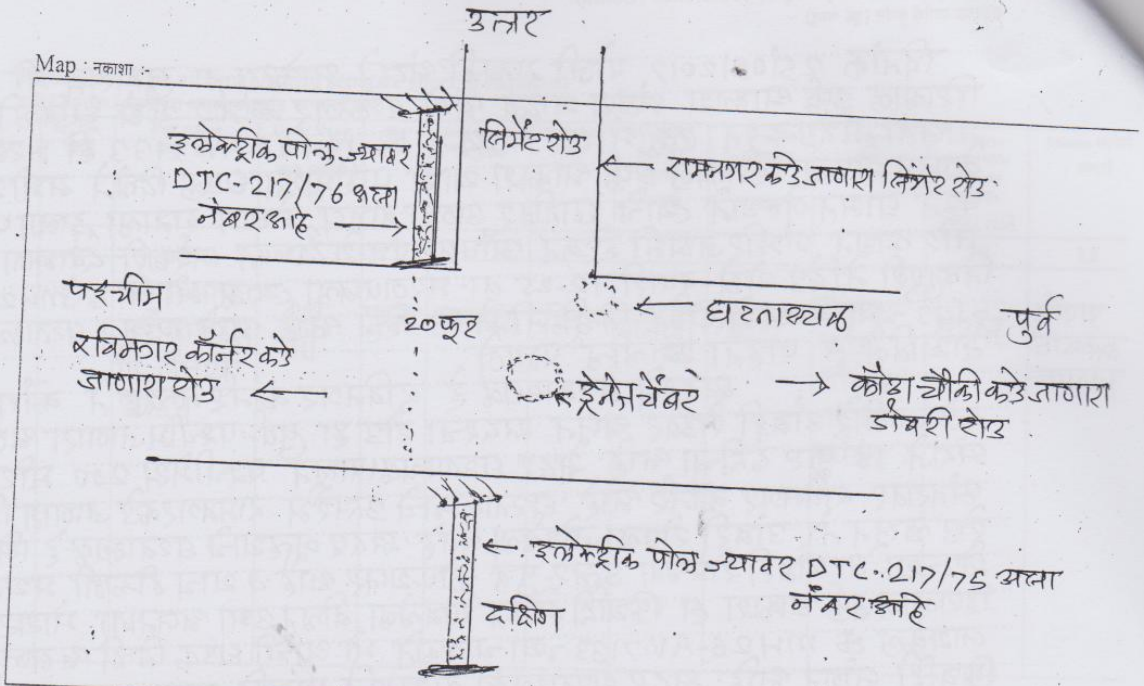 उत्तर
Map : नकाशा :-
इलेक्ट्रीक पोल ज्यावर
DTC-217/76 असा
नंबर आहे
सिमेंट रोड
रामनगर कडे जाणारा सिमेंट रोड
पश्चीम
२० फुट
घटनास्थळ
पुर्व
रविनगर कॉर्नर कडे
जाणारा रोड
ड्रेनेज चेंबर
चौकी कडे जाणारा
डांबरी रोड
इलेक्ट्रीक पोल ज्यावर DTC-217/75 असा
नंबर आहे
दक्षिण